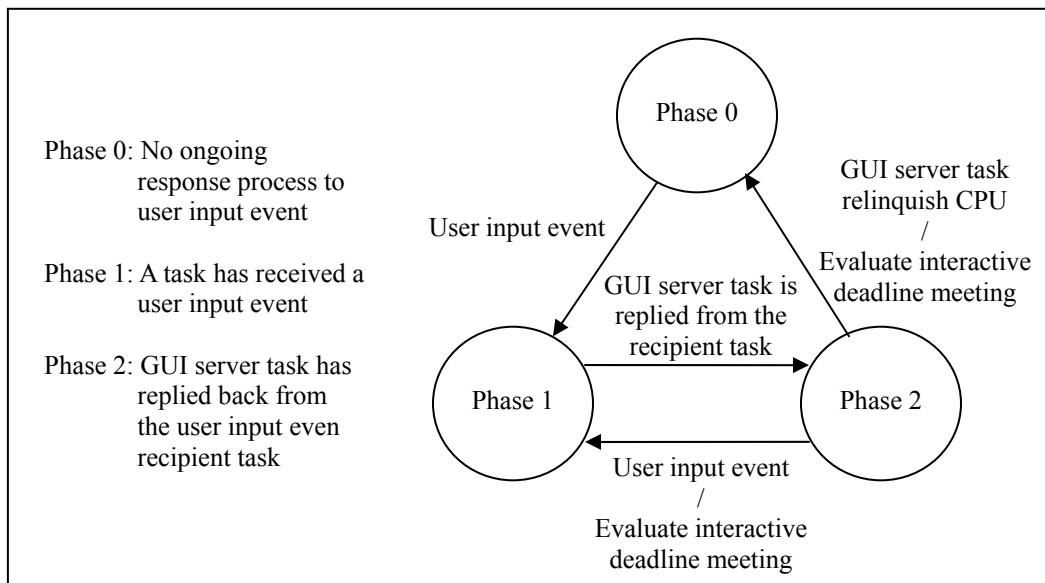 Phase 0: No ongoing
response process to
user input event
Phase 1: A task has received a
user input event
Phase 2: GUI server task has
replied back from
the user input even
recipient task
Phase 0
User input event
GUI server task
relinquish CPU
/
Evaluate interactive
deadline meeting
GUI server task is
replied from the
recipient task
Phase 1
Phase 2
User input event
/
Evaluate interactive
deadline meeting